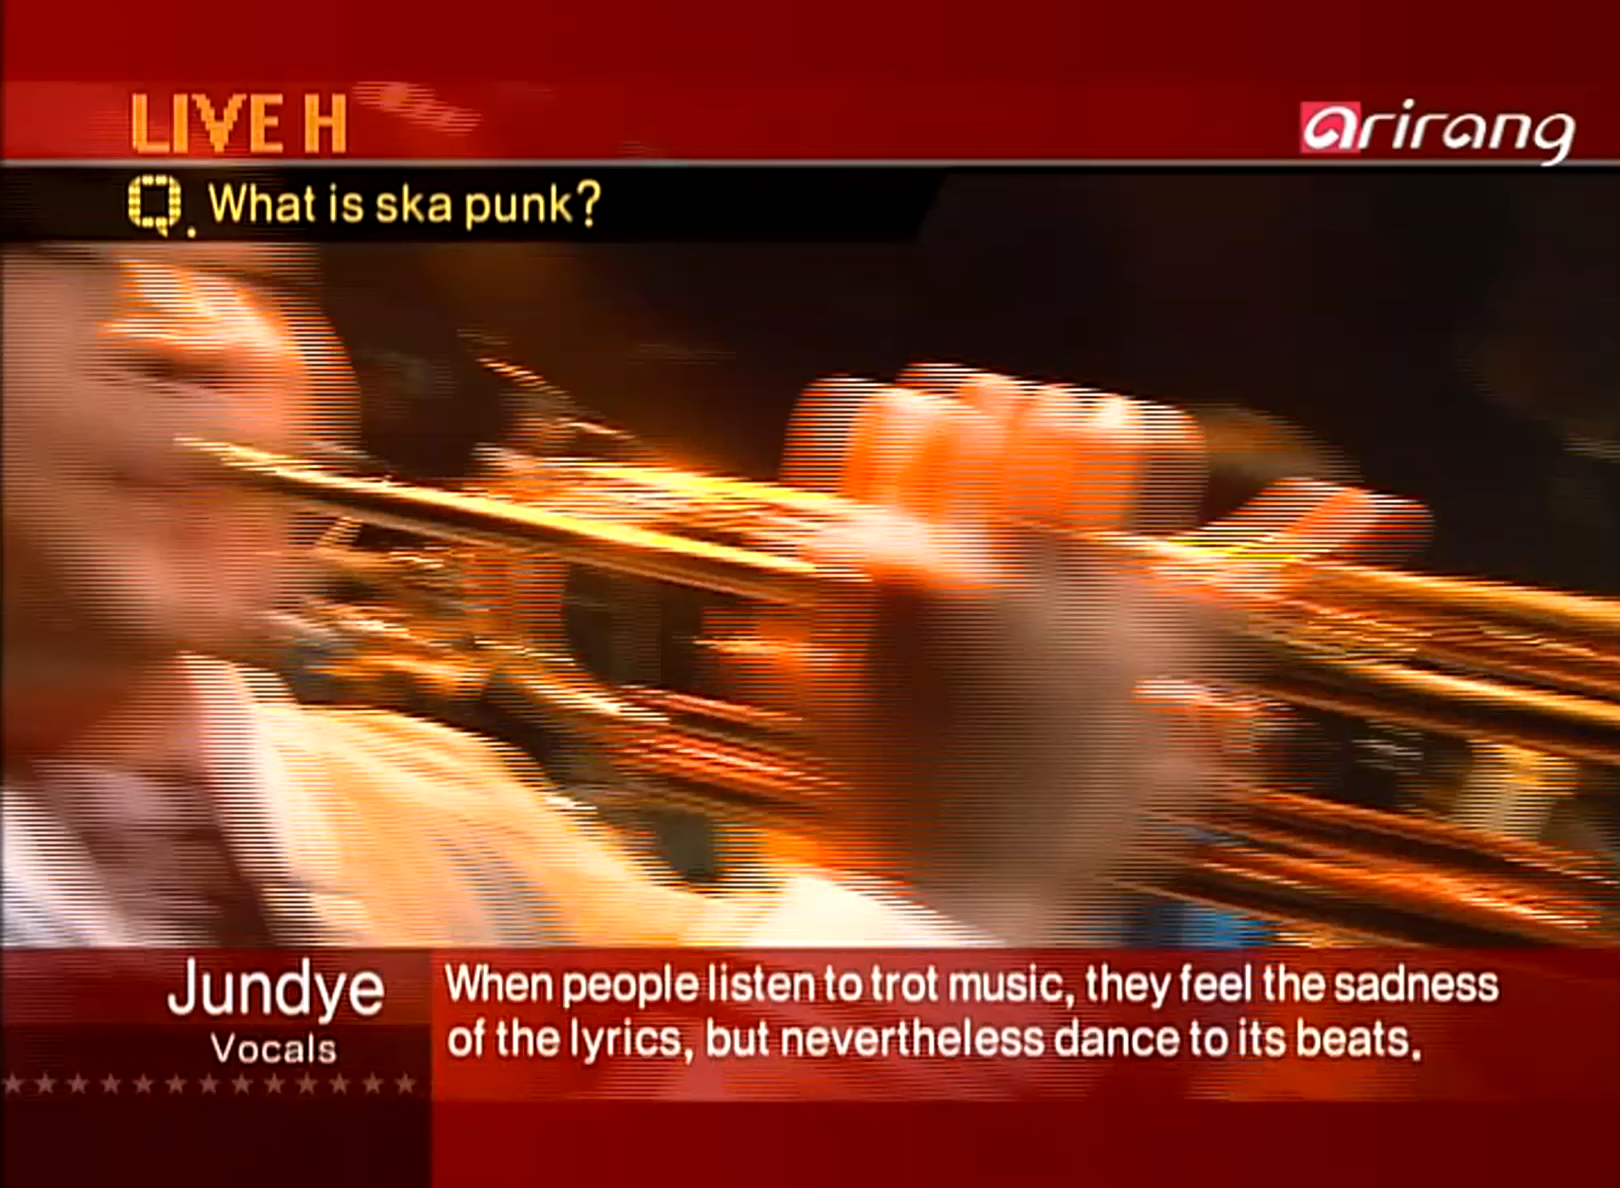 LIVE H
arirang
Q. What is ska punk?
Jundye
Vocals
When people listen to trot music, they feel the sadness
of the lyrics, but nevertheless dance to its beats.